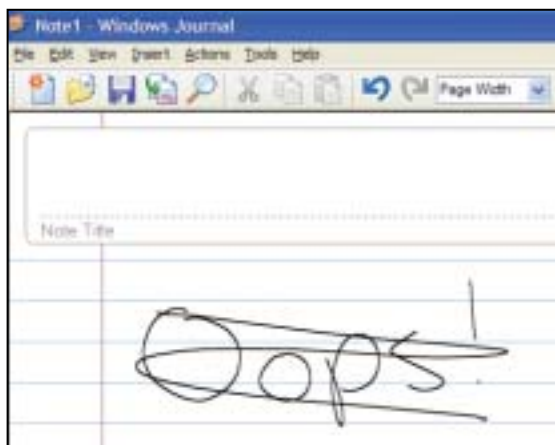 Note1 - Windows Journal
File Edit View Insert Actions Tools Help
Page Width
Note Title
Oops!